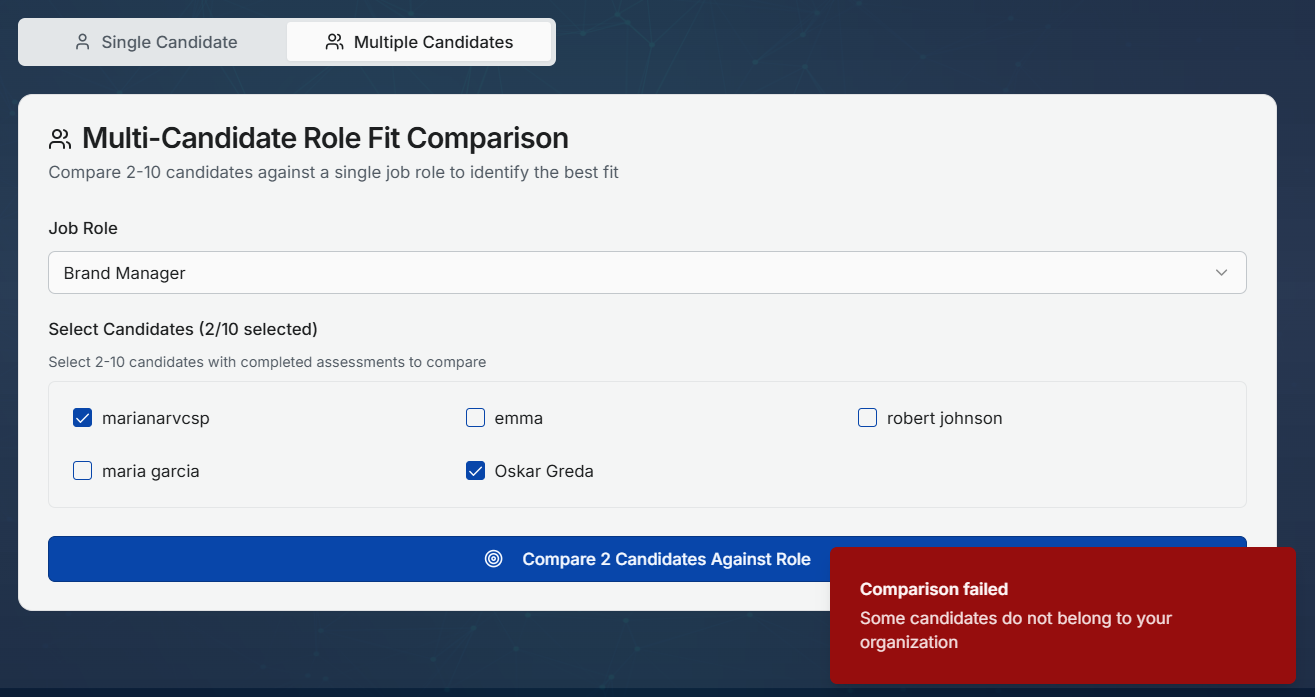 Single Candidate
Multiple Candidates
Multi-Candidate Role Fit Comparison
Compare 2-10 candidates against a single job role to identify the best fit
Job Role
Brand Manager
Select Candidates (2/10 selected)
Select 2-10 candidates with completed assessments to compare
marianarvcsp
emma
robert johnson
maria garcia
Oskar Greda
Compare 2 Candidates Against Role
Comparison failed
Some candidates do not belong to your
organization